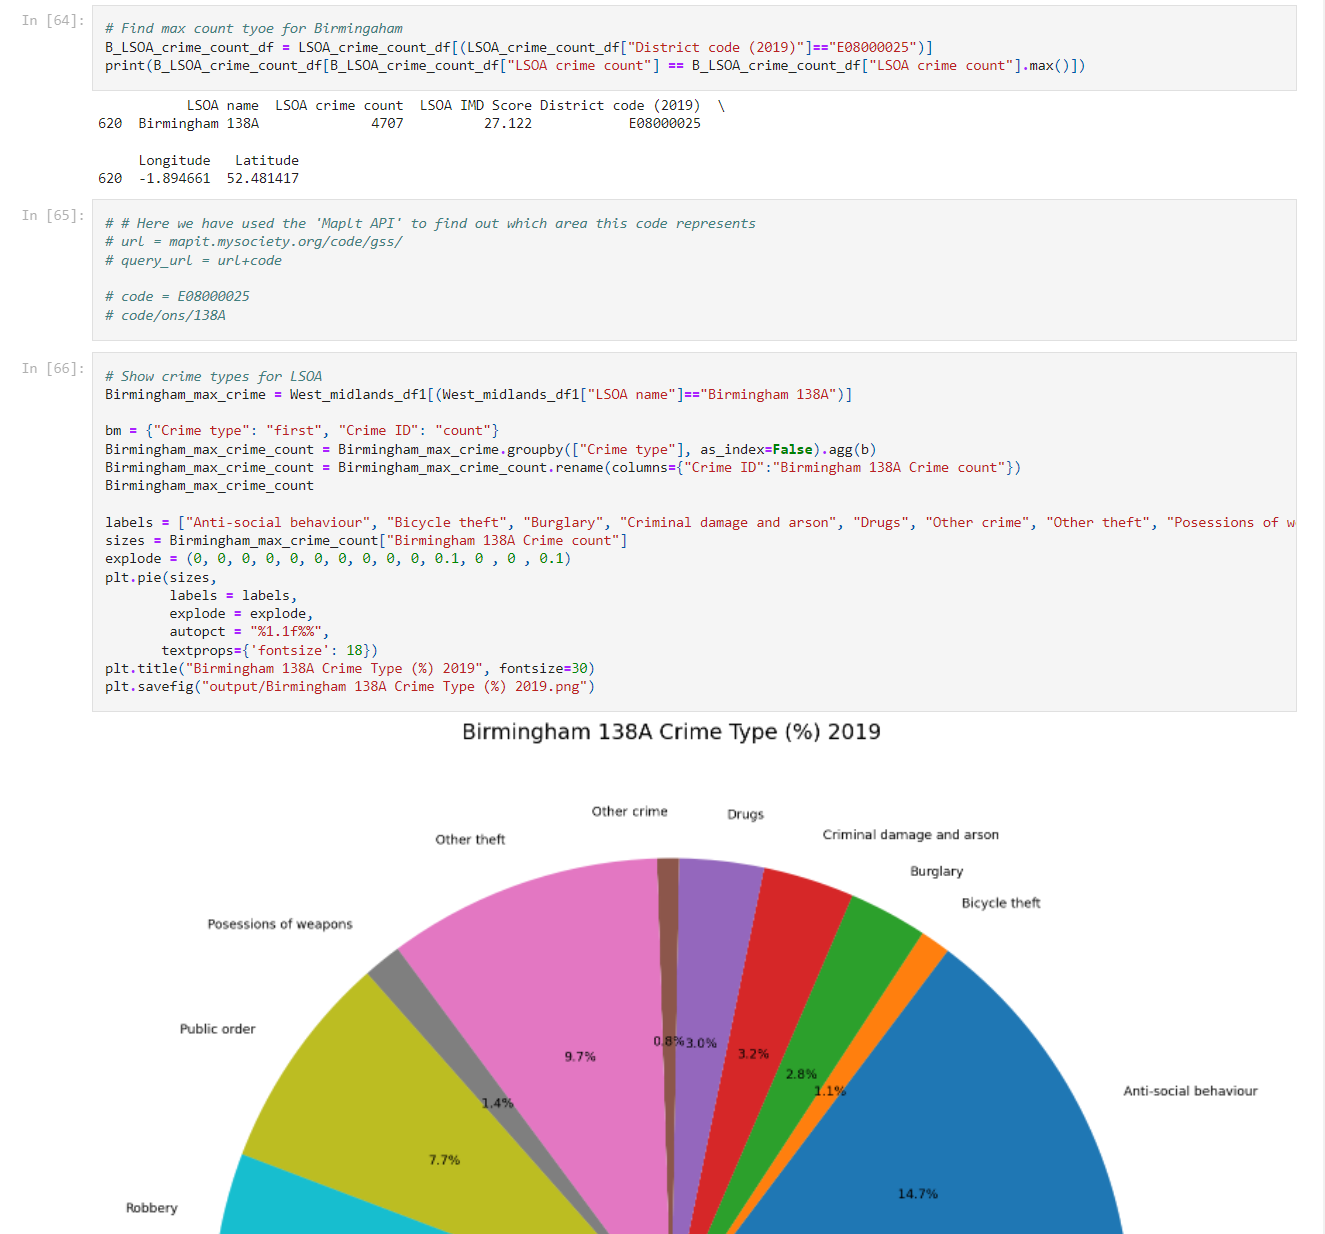 In [64]:
# Find max count tyoe for Birmingaham
B_LSOA_crime_count_df = LSOA_crime_count_df[(LSOA_crime_count_df["District code (2019)"]=="E08000025")]
print(B_LSOA_crime_count_df[B_LSOA_crime_count_df["LSOA crime count"] == B_LSOA_crime_count_df["LSOA crime count"].max()])
LSOA name LSOA crime count LSOA IMD Score District code (2019) \
620 Birmingham 138A 4707 27.122 E08000025
Longitude Latitude
620 -1.894661 52.481417
In [65]:
# # Here we have used the 'Maplt API' to find out which area this code represents
# url = mapit.mysociety.org/code/gss/
# query_url = url+code
# code = E08000025
# code/ons/138A
In [66]:
# Show crime types for LSOA
Birmingham_max_crime = West_midlands_df1[(West_midlands_df1["LSOA name"]=="Birmingham 138A")]
bm = {"Crime type": "first", "Crime ID": "count"}
Birmingham_max_crime_count = Birmingham_max_crime.groupby(["Crime type"], as_index=False).agg(b)
Birmingham_max_crime_count = Birmingham_max_crime_count.rename(columns={"Crime ID":"Birmingham 138A Crime count"})
Birmingham_max_crime_count
labels = ["Anti-social behaviour", "Bicycle theft", "Burglary", "Criminal damage and arson", "Drugs", "Other crime", "Other theft", "Posessions of w
sizes = Birmingham_max_crime_count["Birmingham 138A Crime count"]
explode = (0, 0, 0, 0, 0, 0, 0, 0, 0, 0, 0.1, 0 , 0 , 0.1)
plt.pie(sizes,
labels = labels,
explode = explode,
autopct = "%1.1f%%",
textprops={'fontsize': 18})
plt.title("Birmingham 138A Crime Type (%) 2019", fontsize=30)
plt.savefig("output/Birmingham 138A Crime Type (%) 2019.png")
Birmingham 138A Crime Type (%) 2019
Other crime
Drugs
Other theft
Criminal damage and arson
Burglary
Bicycle theft
Posessions of weapons
Public order
0.8%
3.0%
9.7%
3.2%
2.8%
1.1%
Anti-social behaviour
1.4%
7.7%
14.7%
Robbery